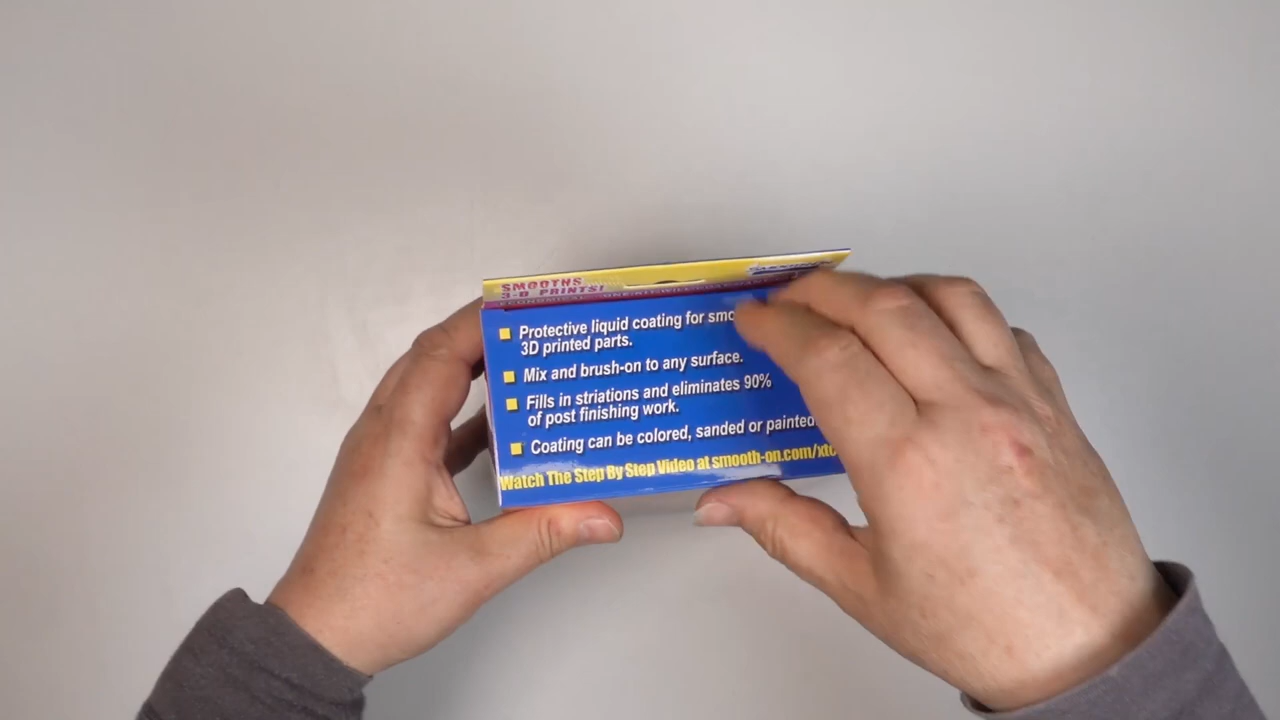 SMOOTHS
3-D PRINTS!
Protective liquid coating for smo
3D printed parts.
Mix and brush-on to any surface.
Fills in striations and eliminates 90%
of post finishing work.
Coating can be colored, sanded or painted
Watch The Step By Step Video at smooth-on.com/xtc